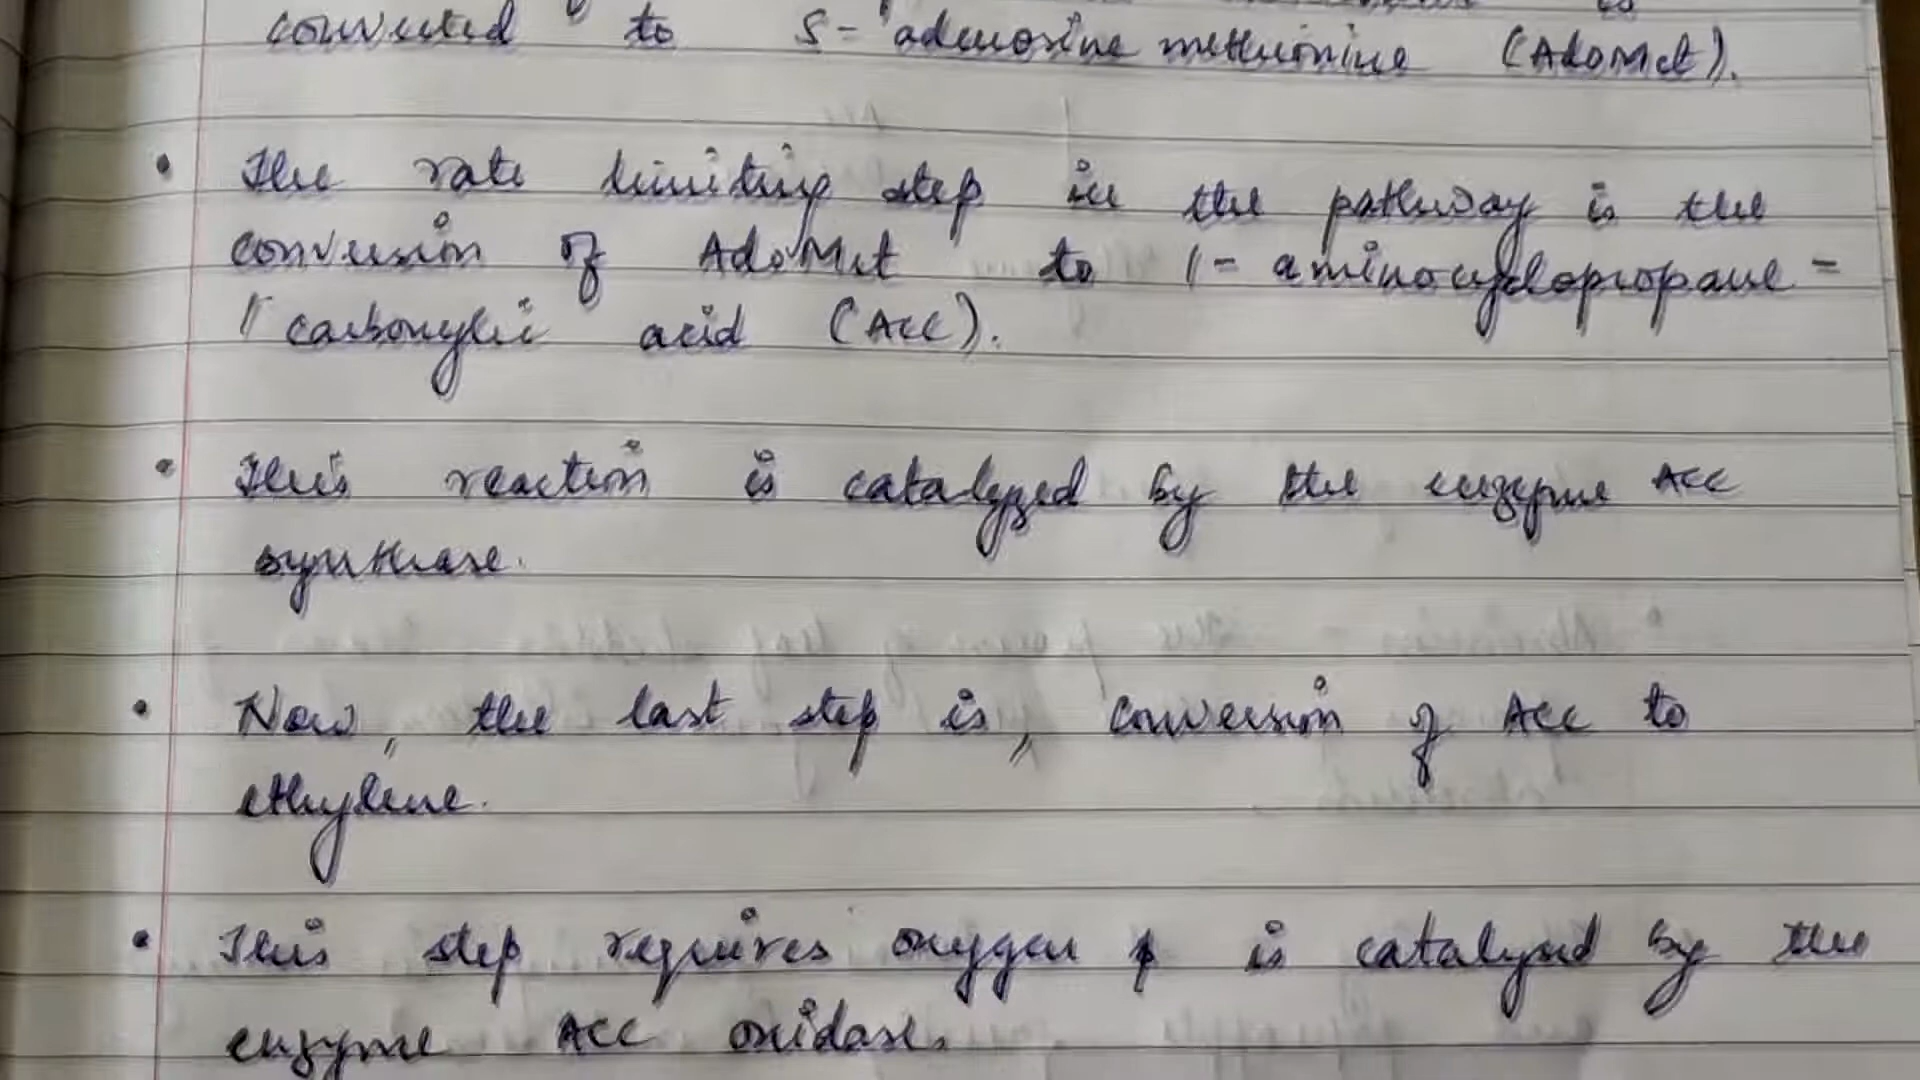 converted to S-adenosine methionine (AdoMet).
• The rate limiting step in the pathway is the
conversion of AdoMet to 1-aminocyclopropane-
1 carboxylic acid (ACC).
• This reaction is catalyzed by the enzyme ACC
synthase.
• Now, the last step is, conversion of ACC to
ethylene.
• This step requires oxygen & is catalyzed by the
enzyme ACC oxidase.